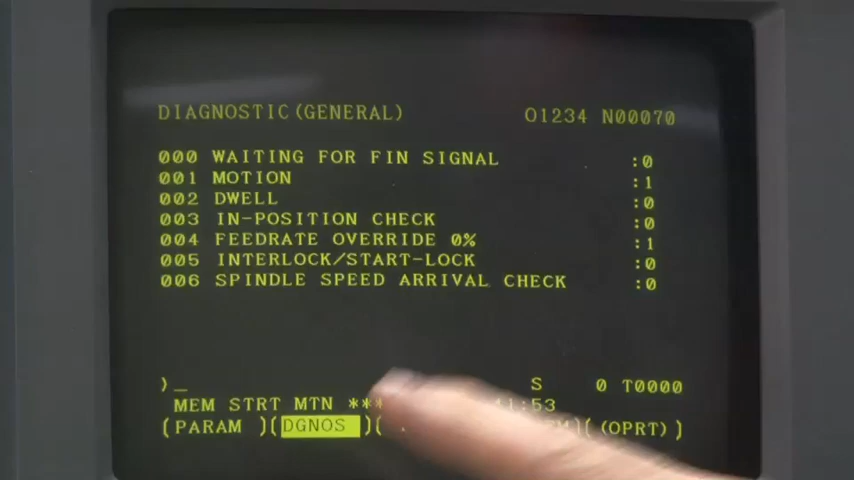 DIAGNOSTIC(GENERAL) O1234 N00070
000 WAITING FOR FIN SIGNAL :0
001 MOTION :1
002 DWELL :0
003 IN-POSITION CHECK :0
004 FEEDRATE OVERRIDE 0% :1
005 INTERLOCK/START-LOCK :0
006 SPINDLE SPEED ARRIVAL CHECK :0
)_ S 0 T0000
MEM STRT MTN *** :53
(PARAM )(DGNOS )( ( (OPRT))